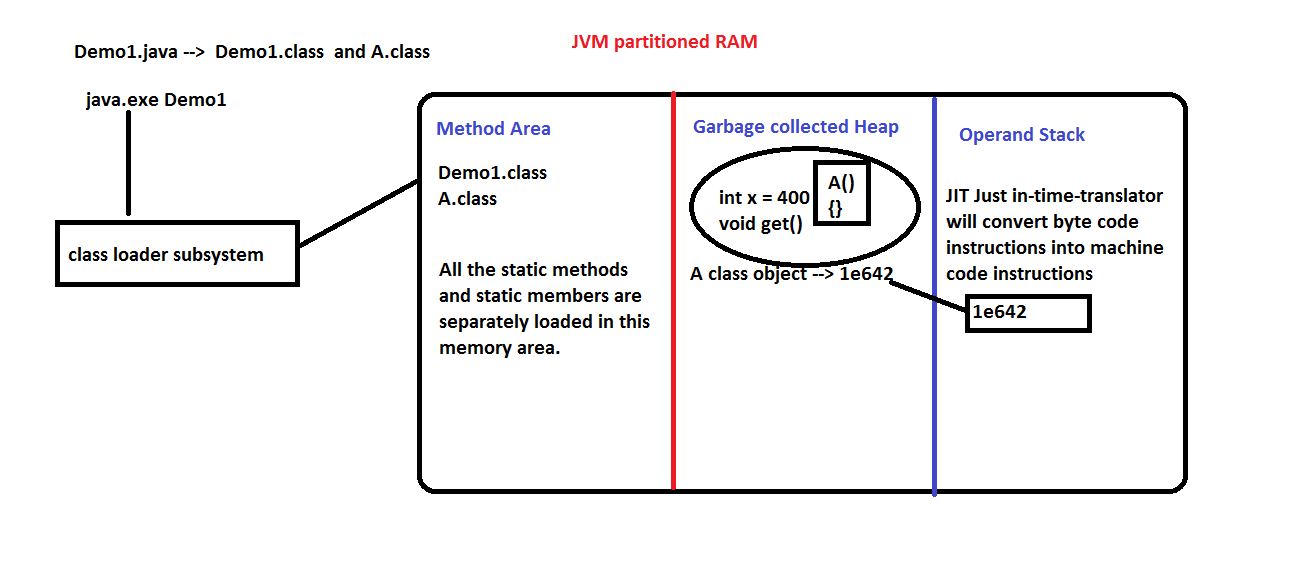 JVM partitioned RAM
Demo1.java --> Demo1.class and A.class
java.exe Demo1
class loader subsystem
Method Area
Demo1.class
A.class
All the static methods
and static members are
separately loaded in this
memory area.
Garbage collected Heap
int x = 400
void get()
A()
{}
A class object --> 1e642
Operand Stack
JIT Just in-time-translator
will convert byte code
instructions into machine
code instructions
1e642